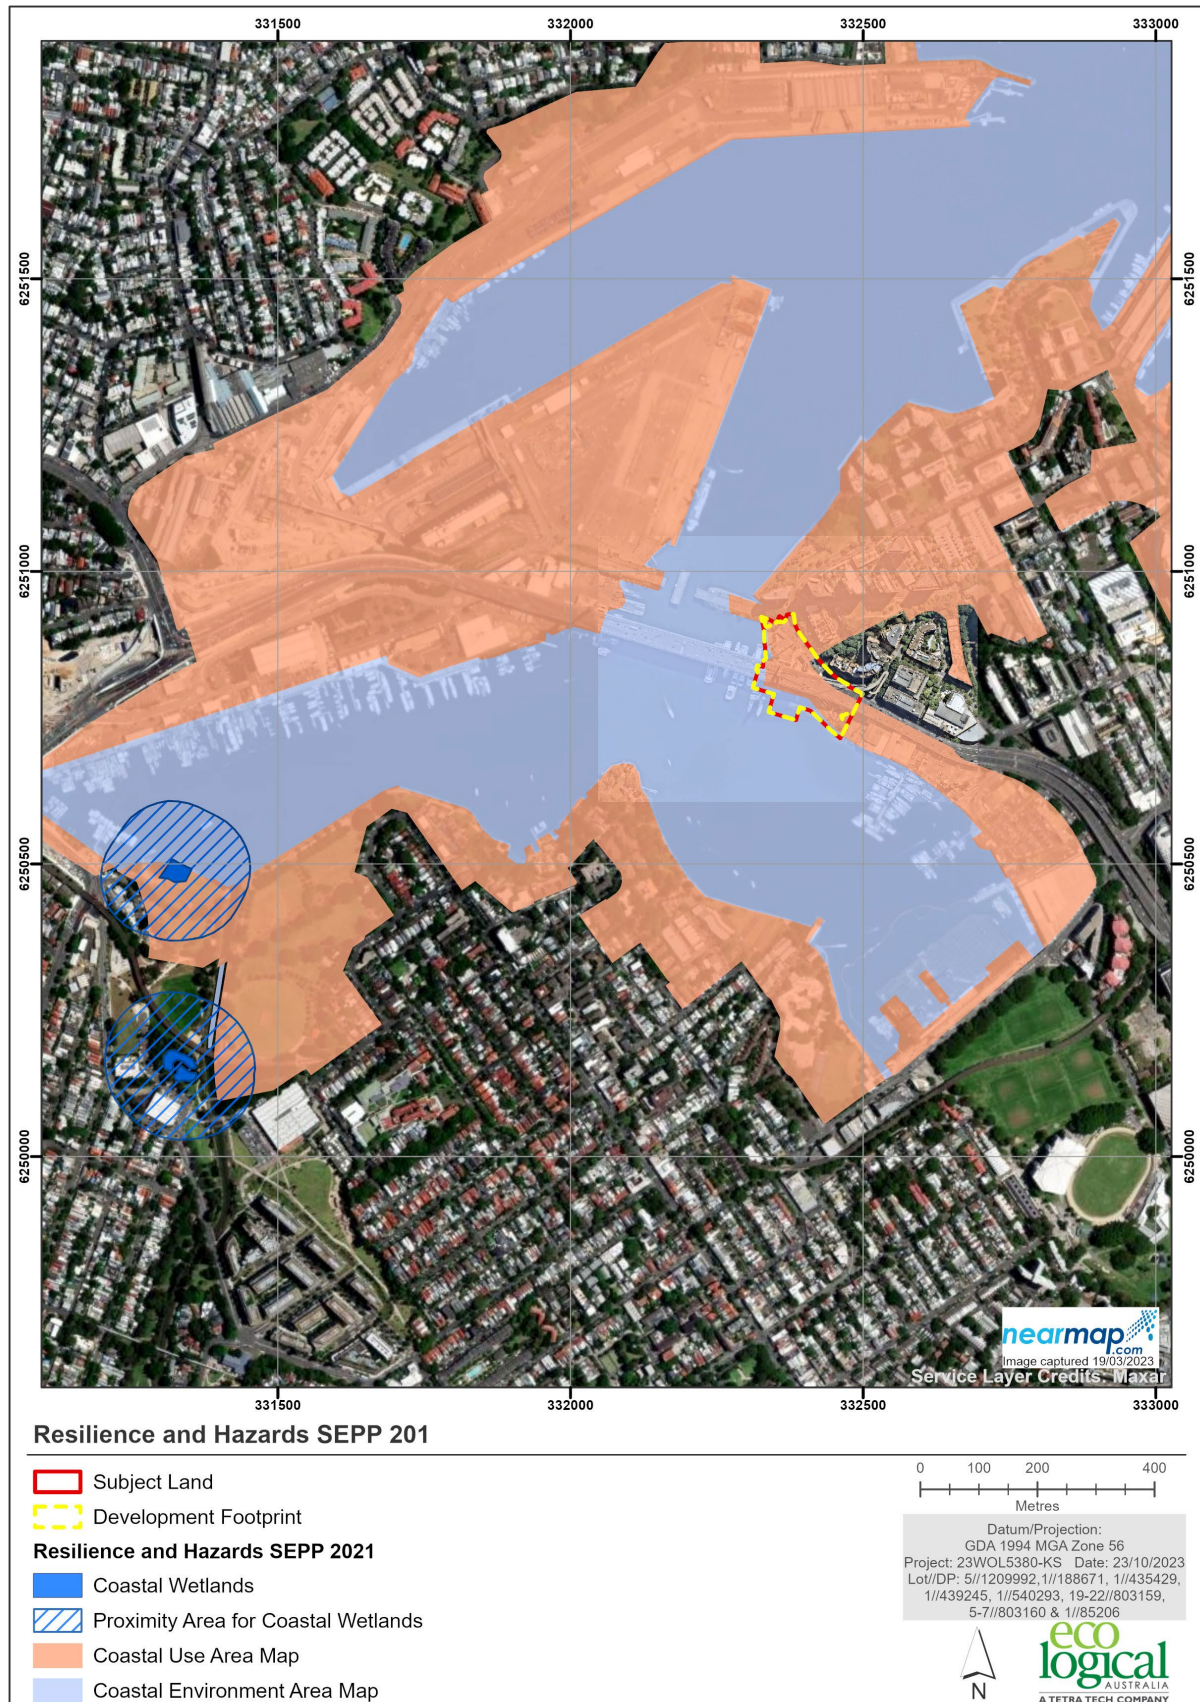 331500
332000
332500
333000
6251500
6251500
6251000
6251000
6250500
6250500
6250000
6250000
nearmap
.com
Image captured 19/03/2023
Service Layer Credits: Maxar
331500
332000
332500
333000
Resilience and Hazards SEPP 201
Subject Land
Development Footprint
Resilience and Hazards SEPP 2021
Coastal Wetlands
Proximity Area for Coastal Wetlands
Coastal Use Area Map
Coastal Environment Area Map
0 100 200 400
Metres
Datum/Projection:
GDA 1994 MGA Zone 56
Project: 23WOL5380-KS Date: 23/10/2023
Lot//DP: 5//1209992,1//188671, 1//435429,
1//439245, 1//540293, 19-22//803159,
5-7//803160 & 1//85206
N
eco
logical
AUSTRALIA
A TETRA TECH COMPANY